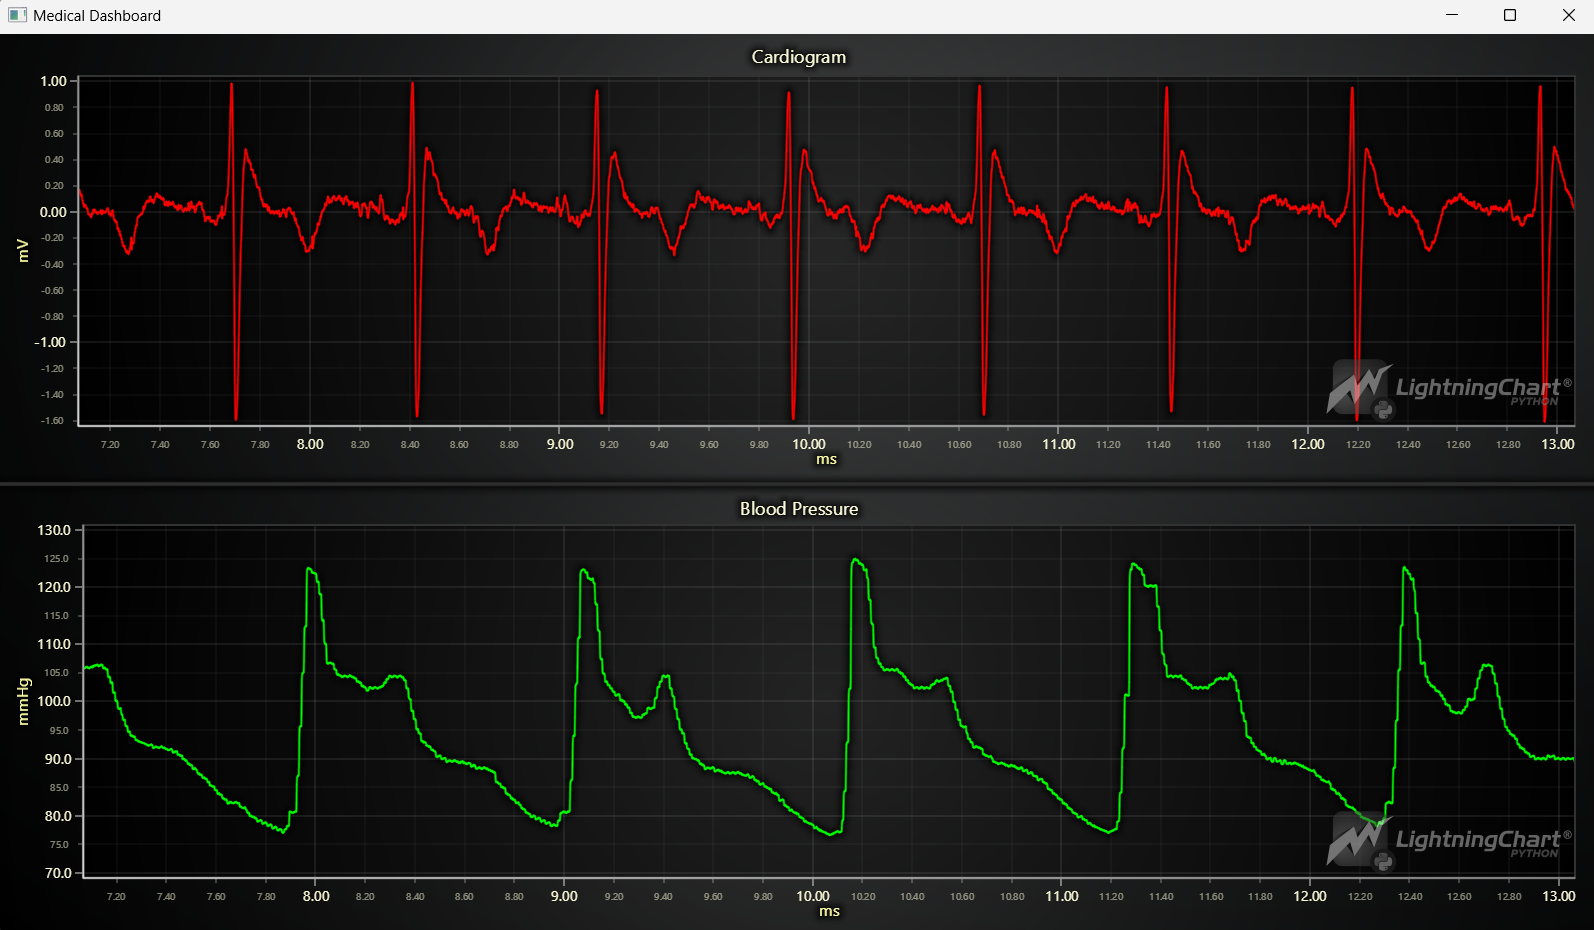 Medical Dashboard
Cardiogram
1.00
0.80
0.60
0.40
0.20
0.00
-0.20
-0.40
-0.60
-0.80
-1.00
-1.20
-1.40
-1.60
mV
7.20 7.40 7.60 7.80 8.00 8.20 8.40 8.60 8.80 9.00 9.20 9.40 9.60 9.80 10.00 10.20 10.40 10.60 10.80 11.00 11.20 11.40 11.60 11.80 12.00 12.20 12.40 12.60 12.80 13.00
ms
LightningChart®
PYTHON
Blood Pressure
130.0
125.0
120.0
115.0
110.0
105.0
100.0
95.0
90.0
85.0
80.0
75.0
70.0
mmHg
7.20 7.40 7.60 7.80 8.00 8.20 8.40 8.60 8.80 9.00 9.20 9.40 9.60 9.80 10.00 10.20 10.40 10.60 10.80 11.00 11.20 11.40 11.60 11.80 12.00 12.20 12.40 12.60 12.80 13.00
ms
LightningChart®
PYTHON